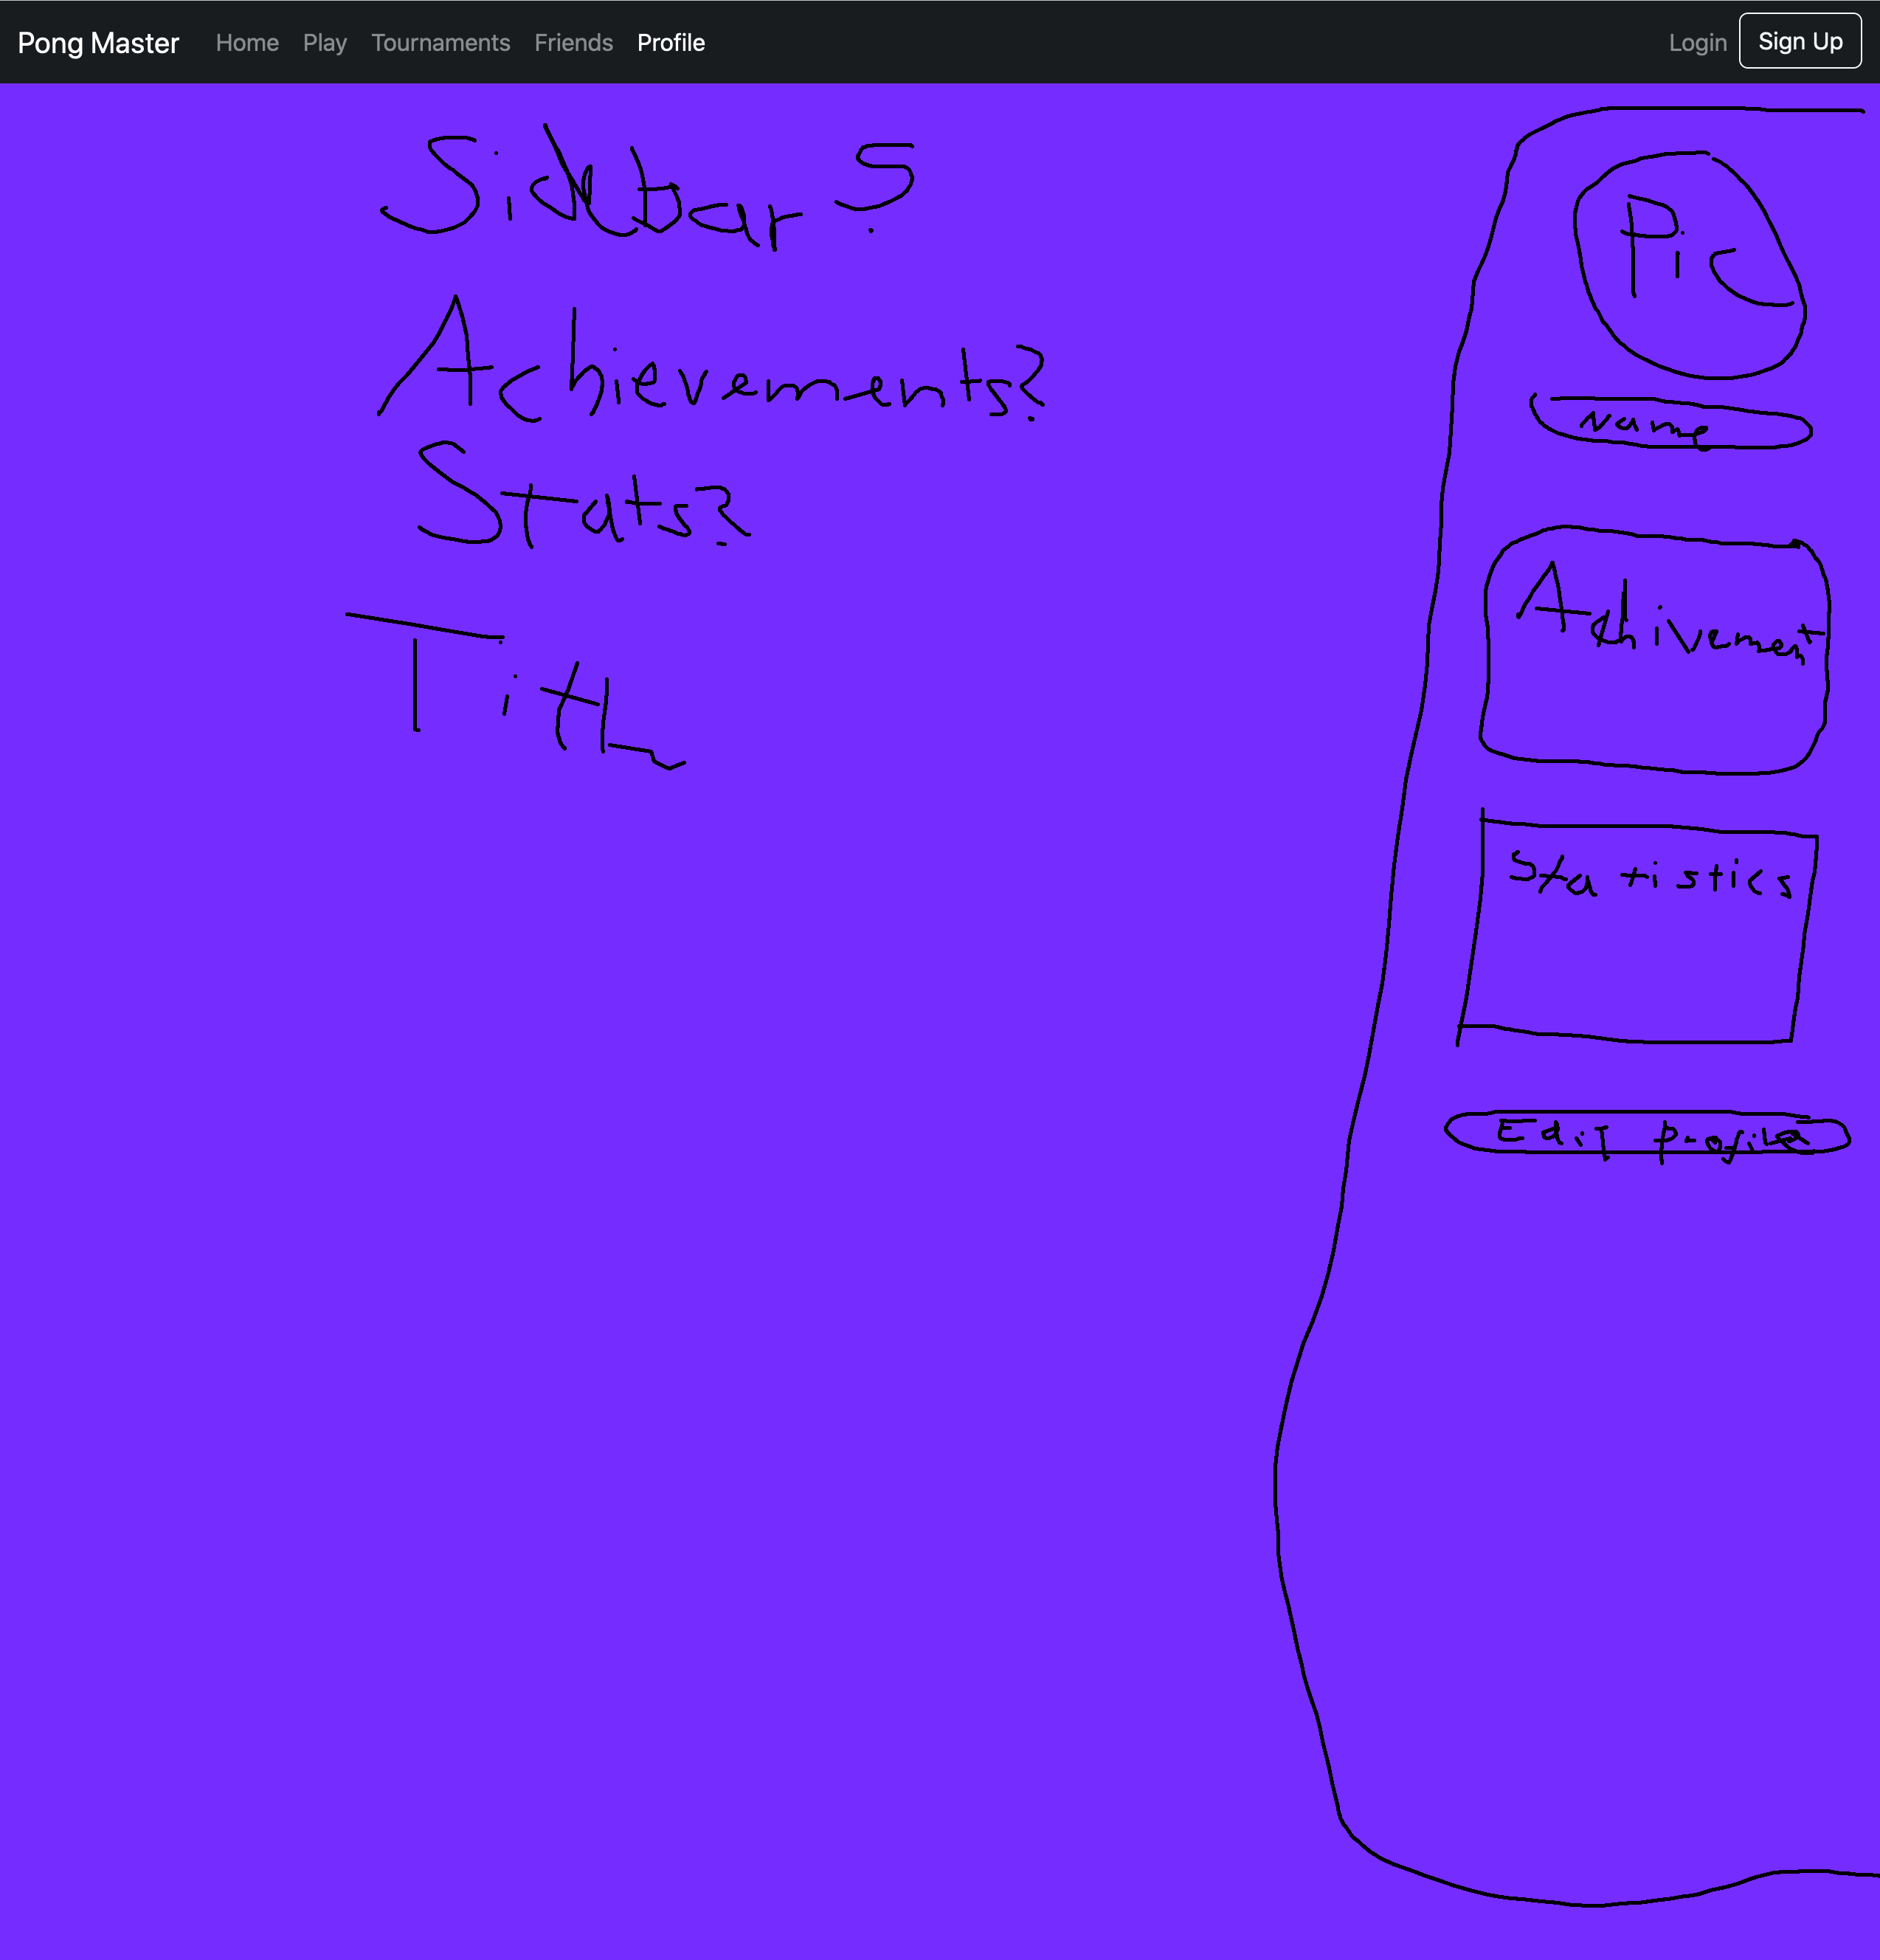 Pong Master Home Play Tournaments Friends Profile Login Sign Up
Sidebar ?
Achievements?
Stats?
Title
Pic
Name
Achivement
Statistics
Edit profile